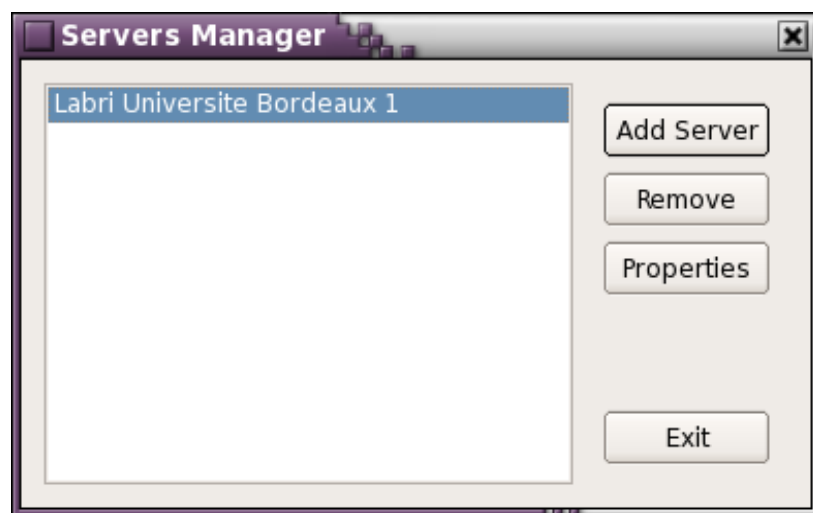 Servers Manager
Labri Universite Bordeaux 1
Add Server
Remove
Properties
Exit